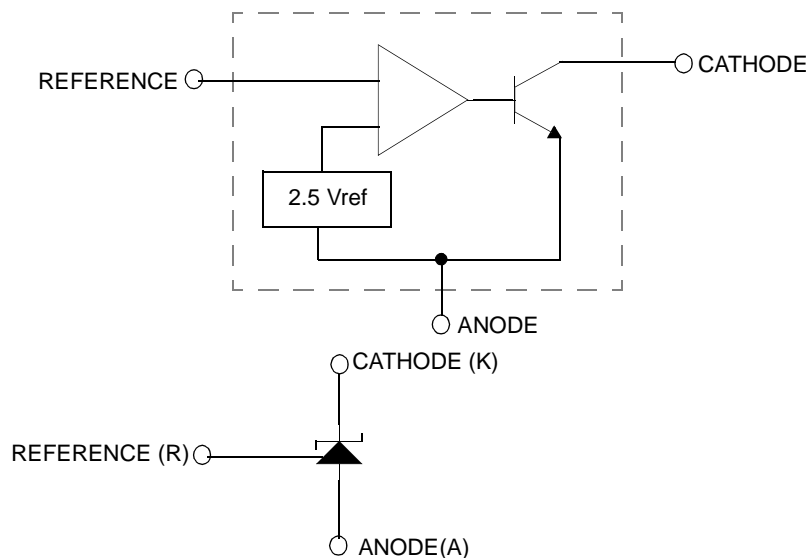 REFERENCE
CATHODE
2.5 Vref
ANODE
CATHODE (K)
REFERENCE (R)
ANODE(A)